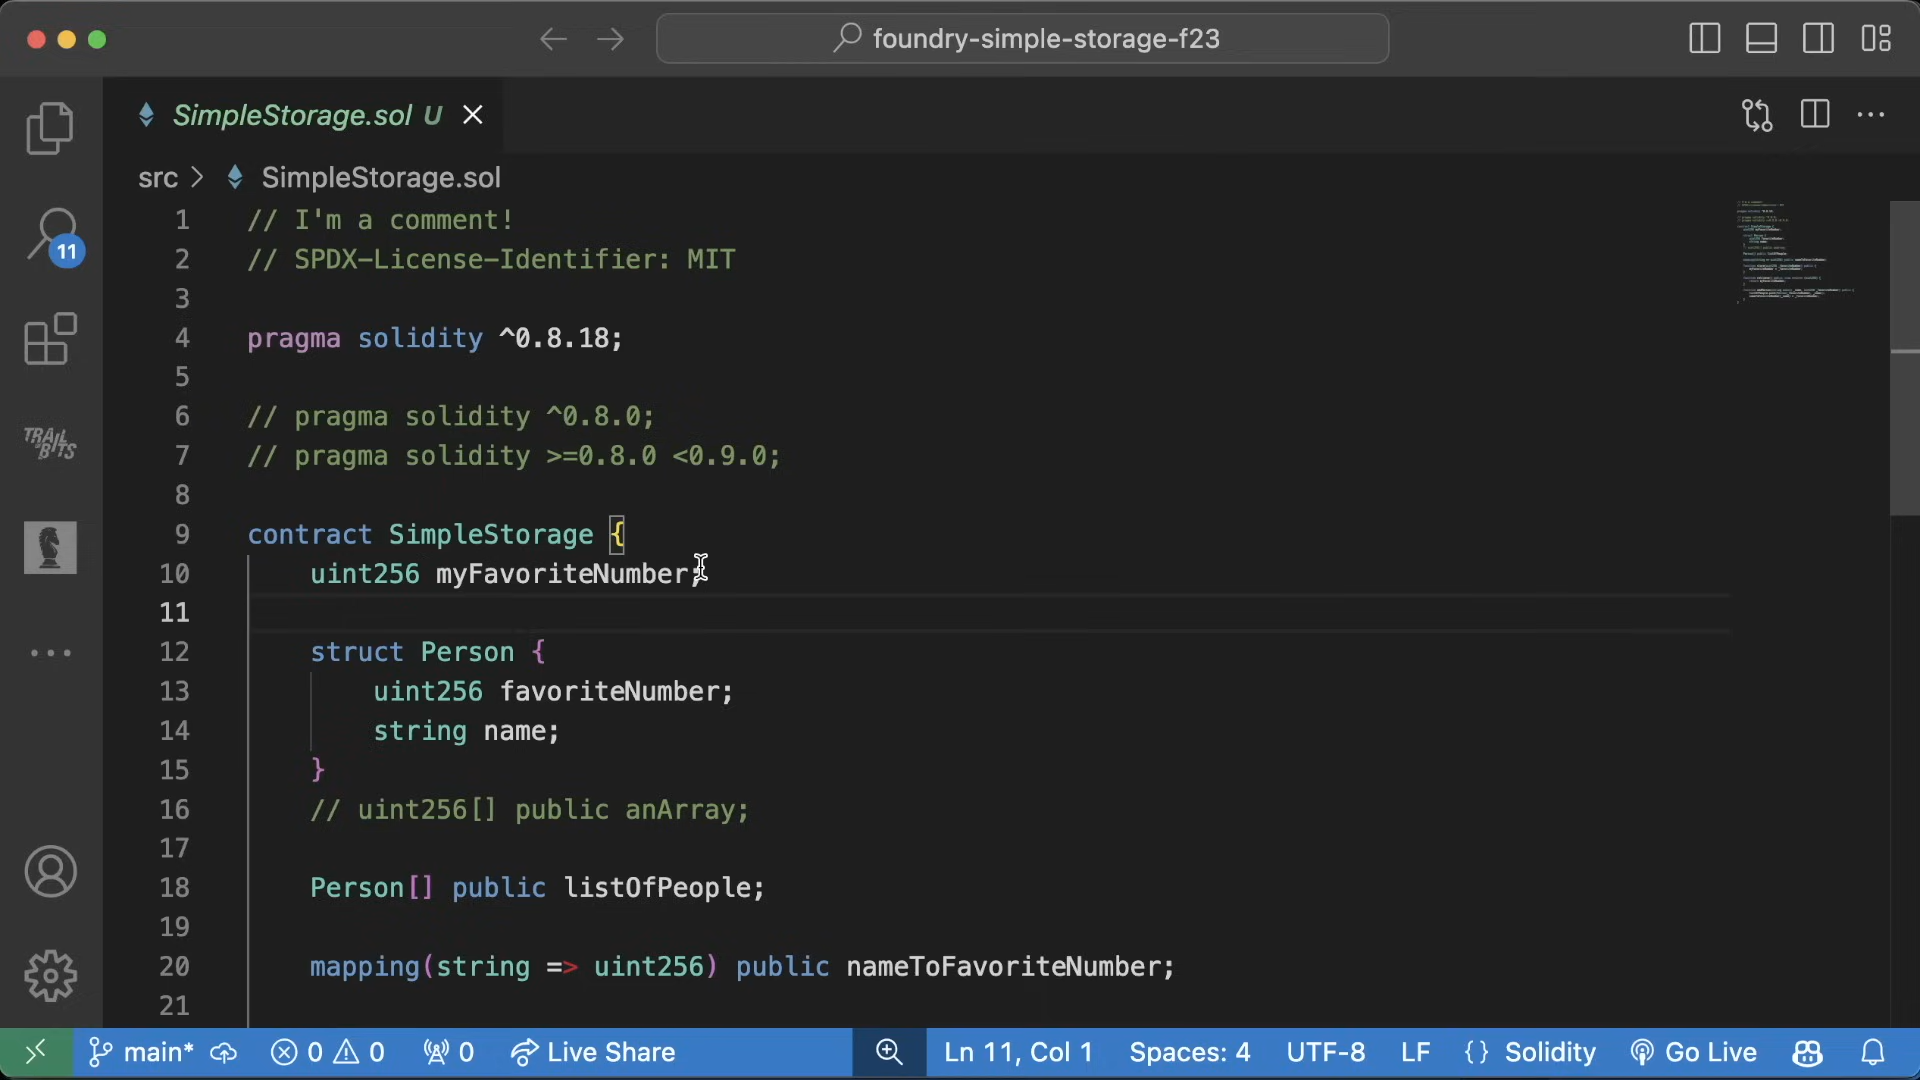 foundry-simple-storage-f23
SimpleStorage.sol U
src > SimpleStorage.sol
11
TRAIL OF BITS
1 // I'm a comment!
2 // SPDX-License-Identifier: MIT
3
4 pragma solidity ^0.8.18;
5
6 // pragma solidity ^0.8.0;
7 // pragma solidity >=0.8.0 <0.9.0;
8
9 contract SimpleStorage {
10 uint256 myFavoriteNumber;
11
12 struct Person {
13 uint256 favoriteNumber;
14 string name;
15 }
16 // uint256[] public anArray;
17
18 Person[] public listOfPeople;
19
20 mapping(string => uint256) public nameToFavoriteNumber;
21
main* 0 0 0 Live Share Ln 11, Col 1 Spaces: 4 UTF-8 LF {} Solidity Go Live